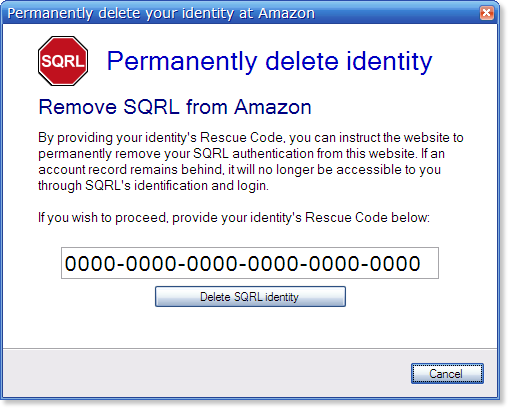 Permanently delete your identity at Amazon
SQRL
Permanently delete identity
Remove SQRL from Amazon
By providing your identity's Rescue Code, you can instruct the website to
permanently remove your SQRL authentication from this website. If an
account record remains behind, it will no longer be accessible to you
through SQRL's identification and login.
If you wish to proceed, provide your identity's Rescue Code below:
0000-0000-0000-0000-0000-0000
Delete SQRL identity
Cancel